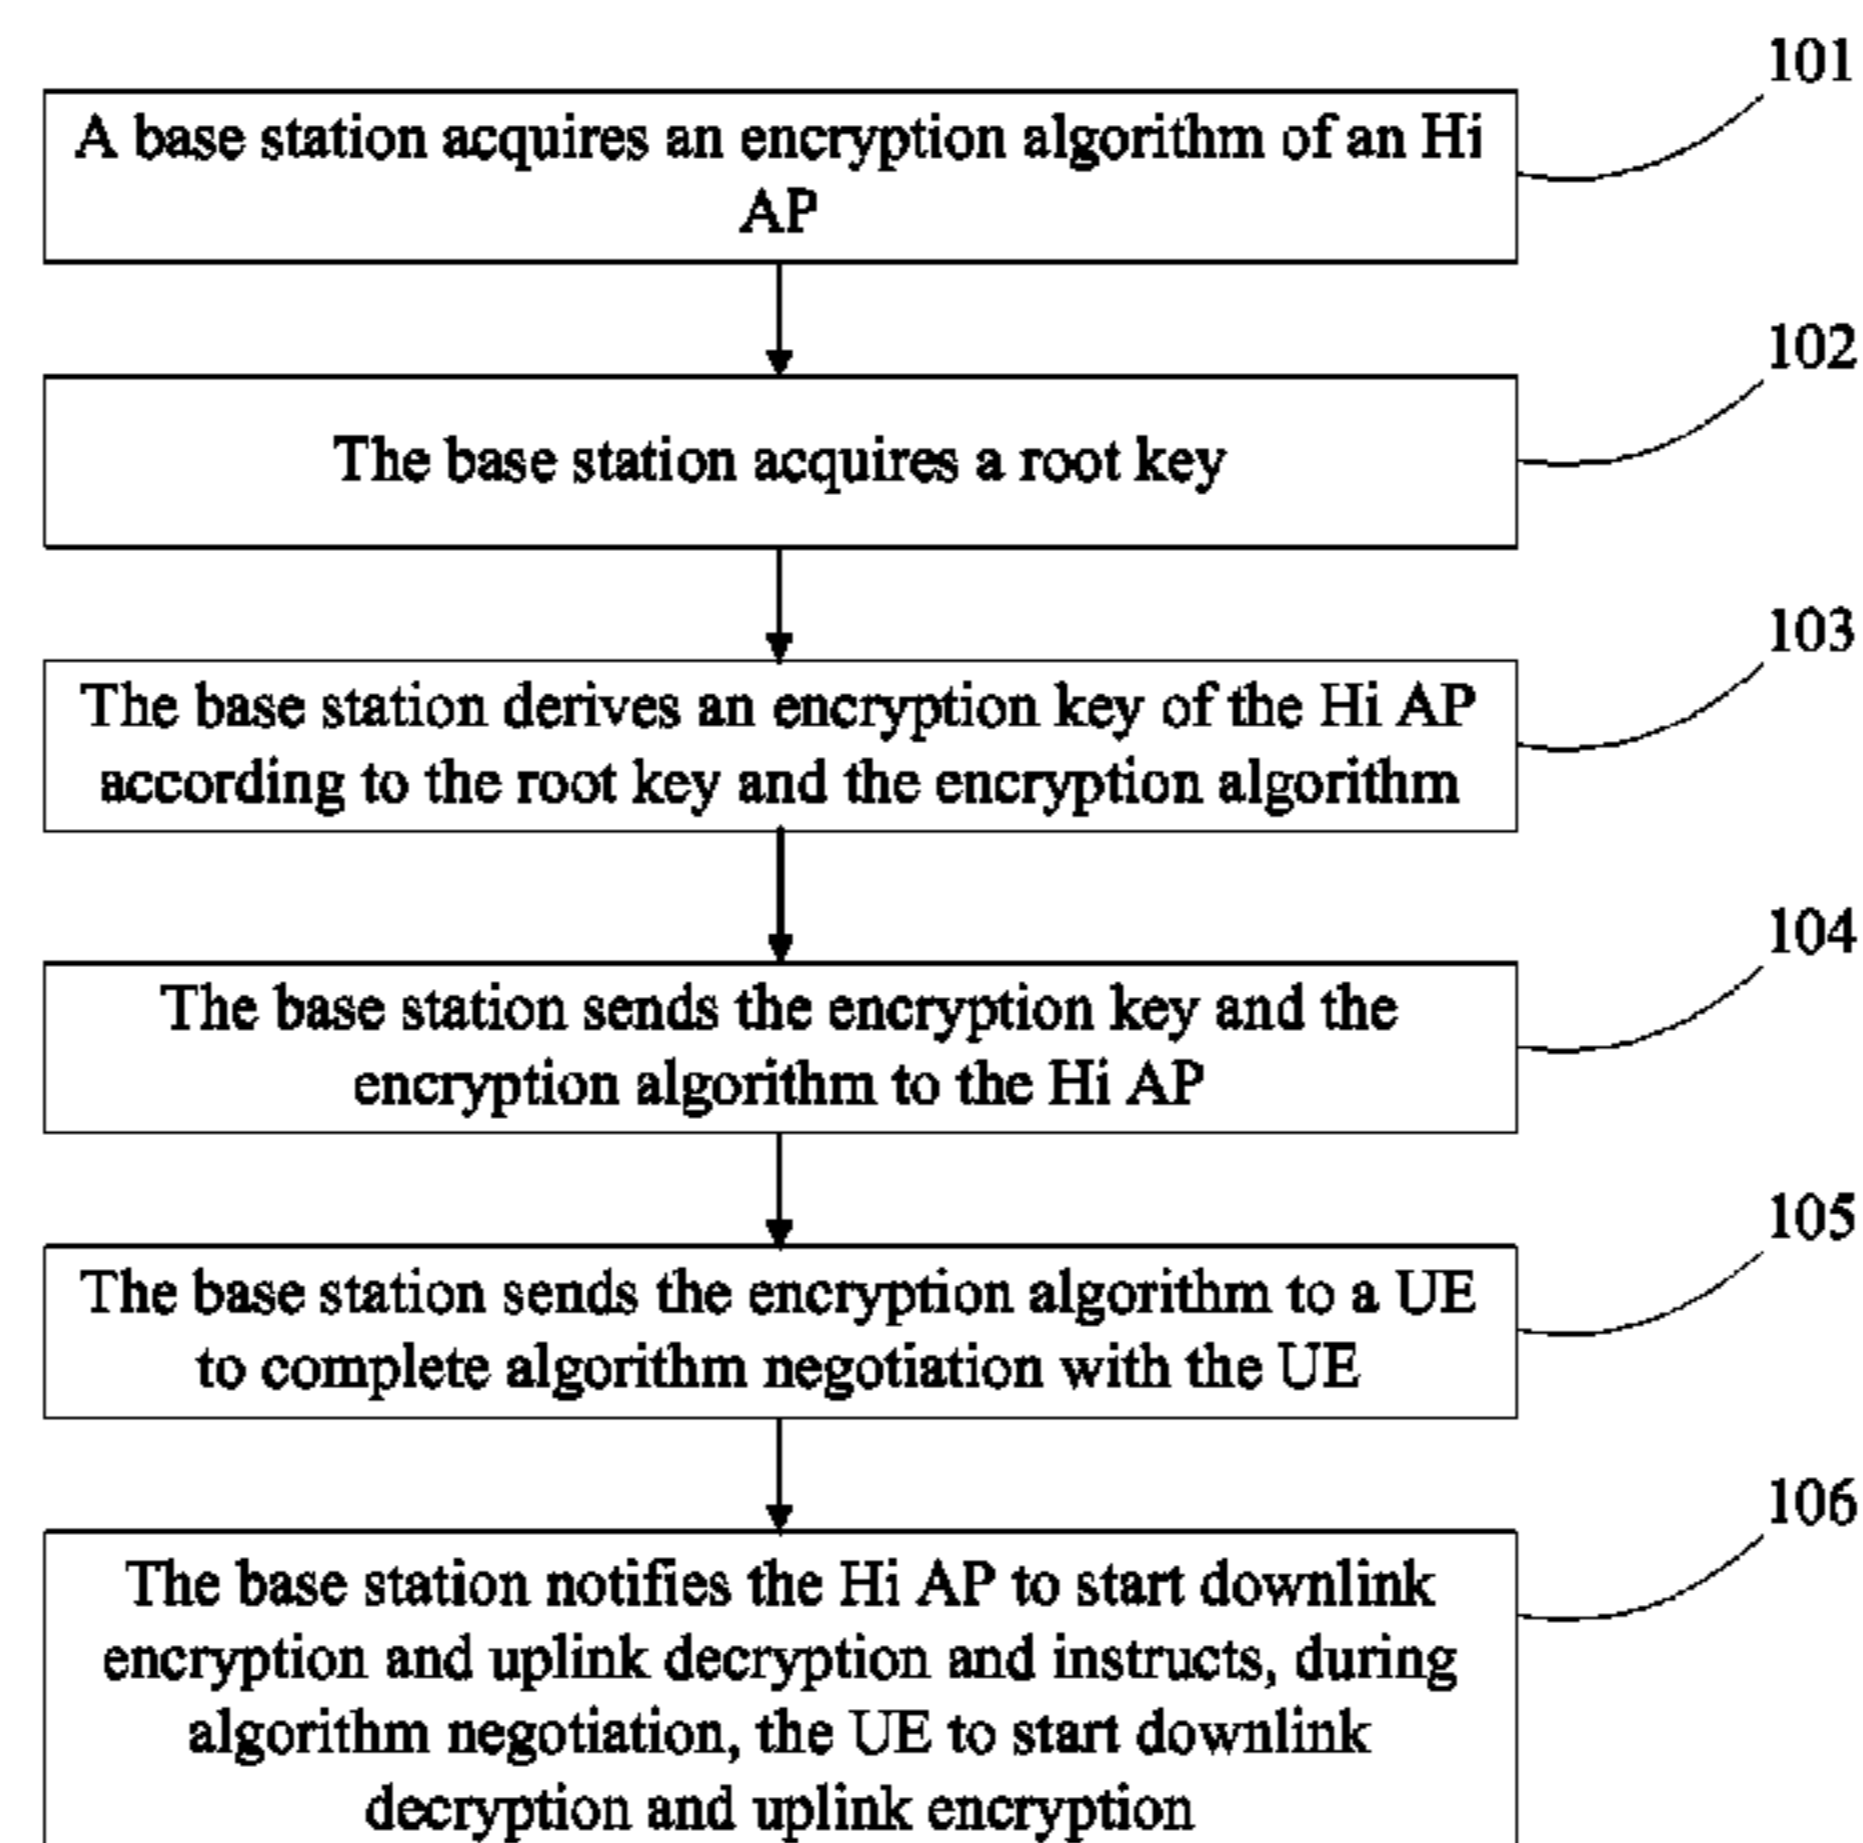 101
A base station acquires an encryption algorithm of an Hi
AP
102
The base station acquires a root key
103
The base station derives an encryption key of the Hi AP
according to the root key and the encryption algorithm
104
The base station sends the encryption key and the
encryption algorithm to the Hi AP
105
The base station sends the encryption algorithm to a UE
to complete algorithm negotiation with the UE
106
The base station notifies the Hi AP to start downlink
encryption and uplink decryption and instructs, during
algorithm negotiation, the UE to start downlink
decryption and uplink encryption